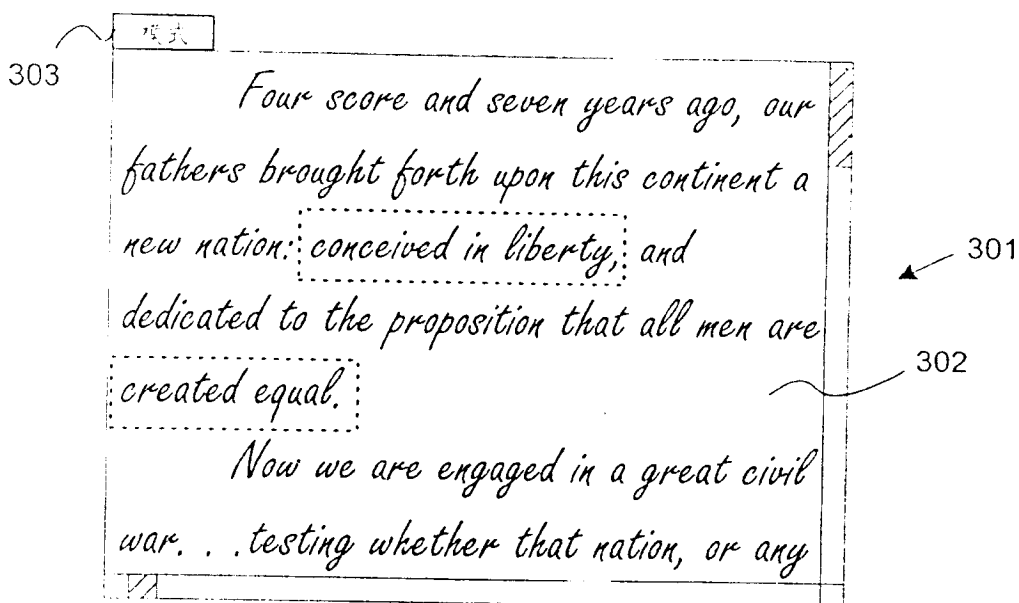 模式
303
Four score and seven years ago, our
fathers brought forth upon this continent a
new nation: conceived in liberty, and
301
dedicated to the proposition that all men are
302
created equal.
Now we are engaged in a great civil
war. . .testing whether that nation, or any